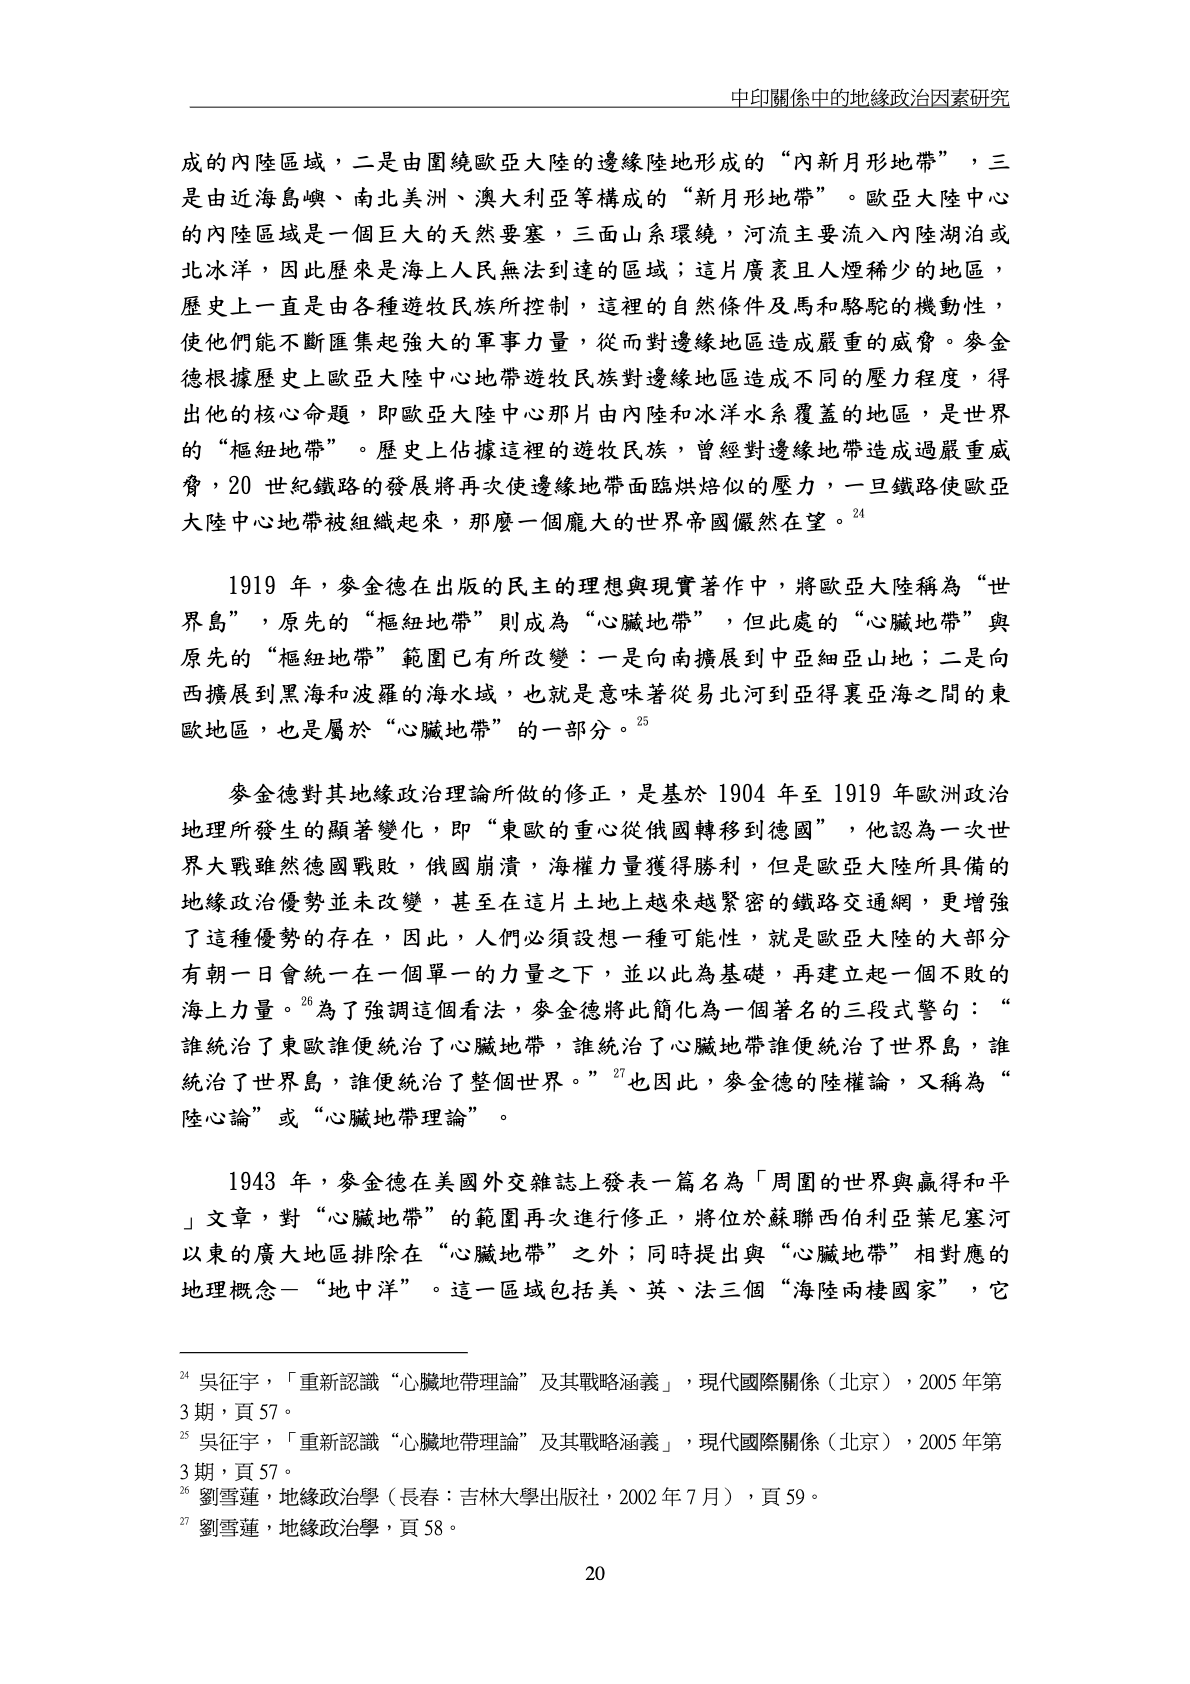 中印關係中的地緣政治因素研究
成的內陸區域，二是由圍繞歐亞大陸的邊緣陸地形成的“內新月形地帶”，三
是由近海島嶼、南北美洲、澳大利亞等構成的“新月形地帶”。歐亞大陸中心
的內陸區域是一個巨大的天然要塞，三面山系環繞，河流主要流入內陸湖泊或
北冰洋，因此歷來是海上人民無法到達的區域；這片廣袤且人煙稀少的地區，
歷史上一直是由各種遊牧民族所控制，這裡的自然條件及馬和駱駝的機動性，
使他們能不斷匯集起強大的軍事力量，從而對邊緣地區造成嚴重的威脅。麥金
德根據歷史上歐亞大陸中心地帶遊牧民族對邊緣地區造成不同的壓力程度，得
出他的核心命題，即歐亞大陸中心那片由內陸和冰洋水系覆蓋的地區，是世界
的“樞紐地帶”。歷史上佔據這裡的遊牧民族，曾經對邊緣地帶造成過嚴重威
脅，20 世紀鐵路的發展將再次使邊緣地帶面臨烘焙似的壓力，一旦鐵路使歐亞
大陸中心地帶被組織起來，那麼一個龐大的世界帝國儼然在望。24
1919 年，麥金德在出版的民主的理想與現實著作中，將歐亞大陸稱為“世
界島”，原先的“樞紐地帶”則成為“心臟地帶”，但此處的“心臟地帶”與
原先的“樞紐地帶”範圍已有所改變：一是向南擴展到中亞細亞山地；二是向
西擴展到黑海和波羅的海水域，也就是意味著從易北河到亞得裏亞海之間的東
歐地區，也是屬於“心臟地帶”的一部分。25
麥金德對其地緣政治理論所做的修正，是基於 1904 年至 1919 年歐洲政治
地理所發生的顯著變化，即“東歐的重心從俄國轉移到德國”，他認為一次世
界大戰雖然德國戰敗，俄國崩潰，海權力量獲得勝利，但是歐亞大陸所具備的
地緣政治優勢並未改變，甚至在這片土地上越來越緊密的鐵路交通網，更增強
了這種優勢的存在，因此，人們必須設想一種可能性，就是歐亞大陸的大部分
有朝一日會統一在一個單一的力量之下，並以此為基礎，再建立起一個不敗的
海上力量。26為了強調這個看法，麥金德將此簡化為一個著名的三段式警句：“
誰統治了東歐誰便統治了心臟地帶，誰統治了心臟地帶誰便統治了世界島，誰
統治了世界島，誰便統治了整個世界。”27也因此，麥金德的陸權論，又稱為“
陸心論”或“心臟地帶理論”。
1943 年，麥金德在美國外交雜誌上發表一篇名為「周圍的世界與贏得和平
」文章，對“心臟地帶”的範圍再次進行修正，將位於蘇聯西伯利亞葉尼塞河
以東的廣大地區排除在“心臟地帶”之外；同時提出與“心臟地帶”相對應的
地理概念－“地中洋”。這一區域包括美、英、法三個“海陸兩棲國家”，它
24 吳征宇，「重新認識“心臟地帶理論”及其戰略涵義」，現代國際關係（北京），2005 年第
3 期，頁 57。
25 吳征宇，「重新認識“心臟地帶理論”及其戰略涵義」，現代國際關係（北京），2005 年第
3 期，頁 57。
26 劉雪蓮，地緣政治學（長春：吉林大學出版社，2002 年 7 月），頁 59。
27 劉雪蓮，地緣政治學，頁 58。
20